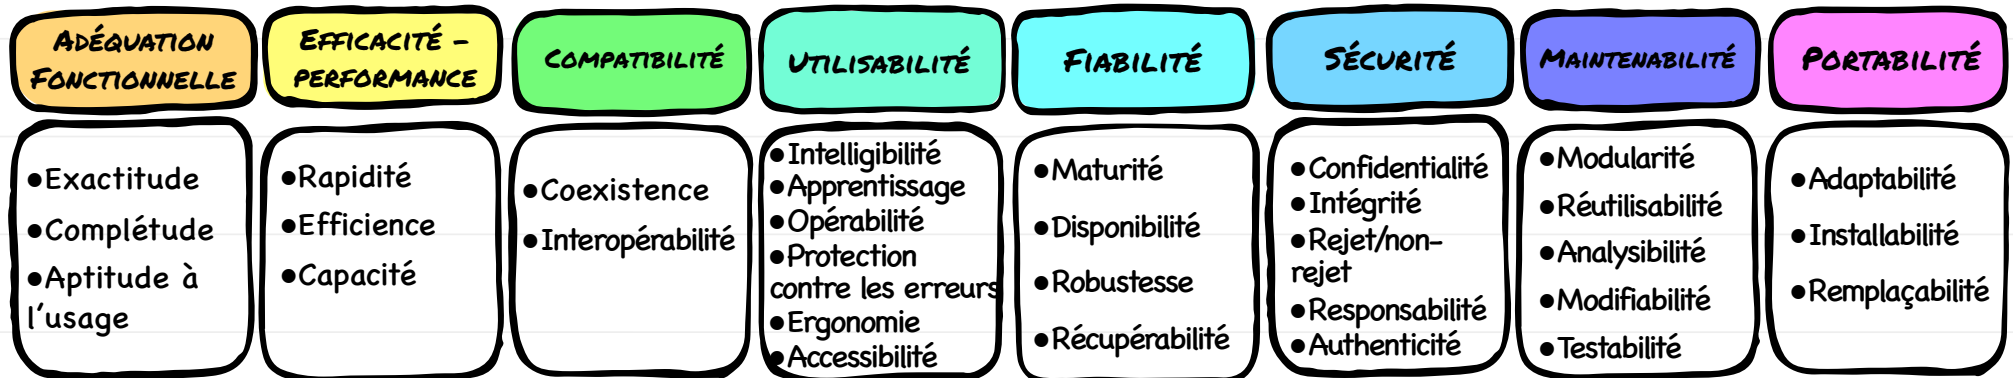 ADÉQUATION
FONCTIONNELLE
EFFICACITÉ -
PERFORMANCE
COMPATIBILITÉ
UTILISABILITÉ
FIABILITÉ
SÉCURITÉ
MAINTENABILITÉ
PORTABILITÉ
•Exactitude
•Complétude
•Aptitude à
l'usage
•Rapidité
•Efficience
•Capacité
•Coexistence
•Interopérabilité
•Intelligibilité
•Apprentissage
•Opérabilité
•Protection
contre les erreurs
•Ergonomie
•Accessibilité
•Maturité
•Disponibilité
•Robustesse
•Récupérabilité
•Confidentialité
•Intégrité
•Rejet/non-
rejet
•Responsabilité
•Authenticité
•Modularité
•Réutilisabilité
•Analysibilité
•Modifiabilité
•Testabilité
•Adaptabilité
•Installabilité
•Remplaçabilité